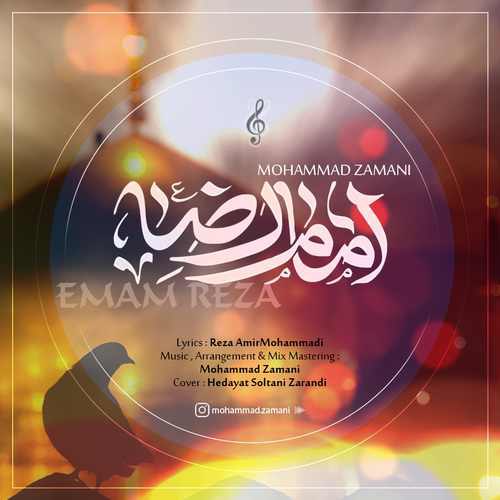 MOHAMMAD ZAMANI
امام رضا
EMAM REZA
Lyrics : Reza AmirMohammadi
Music , Arrangement & Mix Mastering :
Mohammad Zamani
Cover : Hedayat Soltani Zarandi
mohammad.zamani